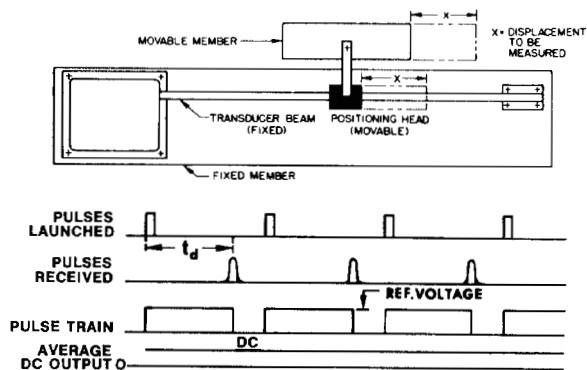 X
MOVABLE MEMBER
X = DISPLACEMENT
TO BE
MEASURED
X
TRANSDUCER BEAM
(FIXED)
POSITIONING HEAD
(MOVABLE)
FIXED MEMBER
PULSES
LAUNCHED
td
PULSES
RECEIVED
REF. VOLTAGE
PULSE TRAIN
DC
AVERAGE
DC OUTPUT O